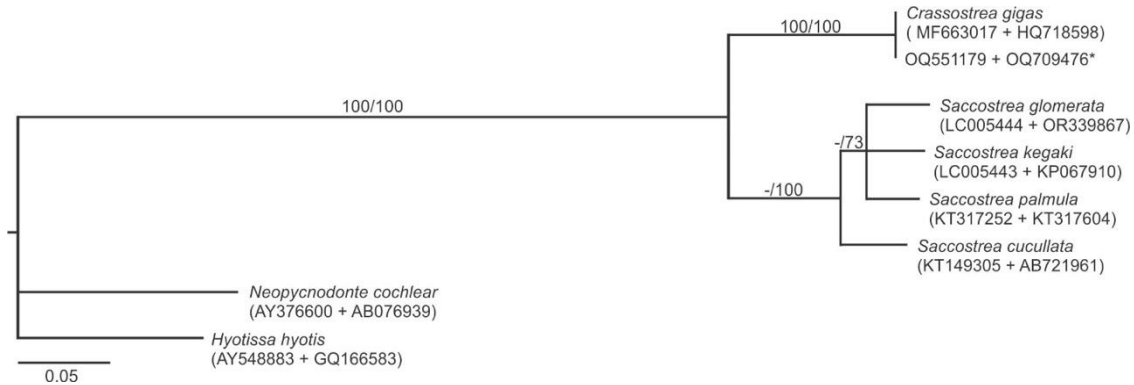 Crassostrea gigas
( MF663017 + HQ718598)
100/100
OQ551179 + OQ709476*
100/100
Saccostrea glomerata
(LC005444 + OR339867)
-/73
Saccostrea kegaki
(LC005443 + KP067910)
-/100
Saccostrea palmula
(KT317252 + KT317604)
Saccostrea cucullata
(KT149305 + AB721961)
Neopycnodonte cochlear
(AY376600 + AB076939)
Hyotissa hyotis
(AY548883 + GQ166583)
0.05